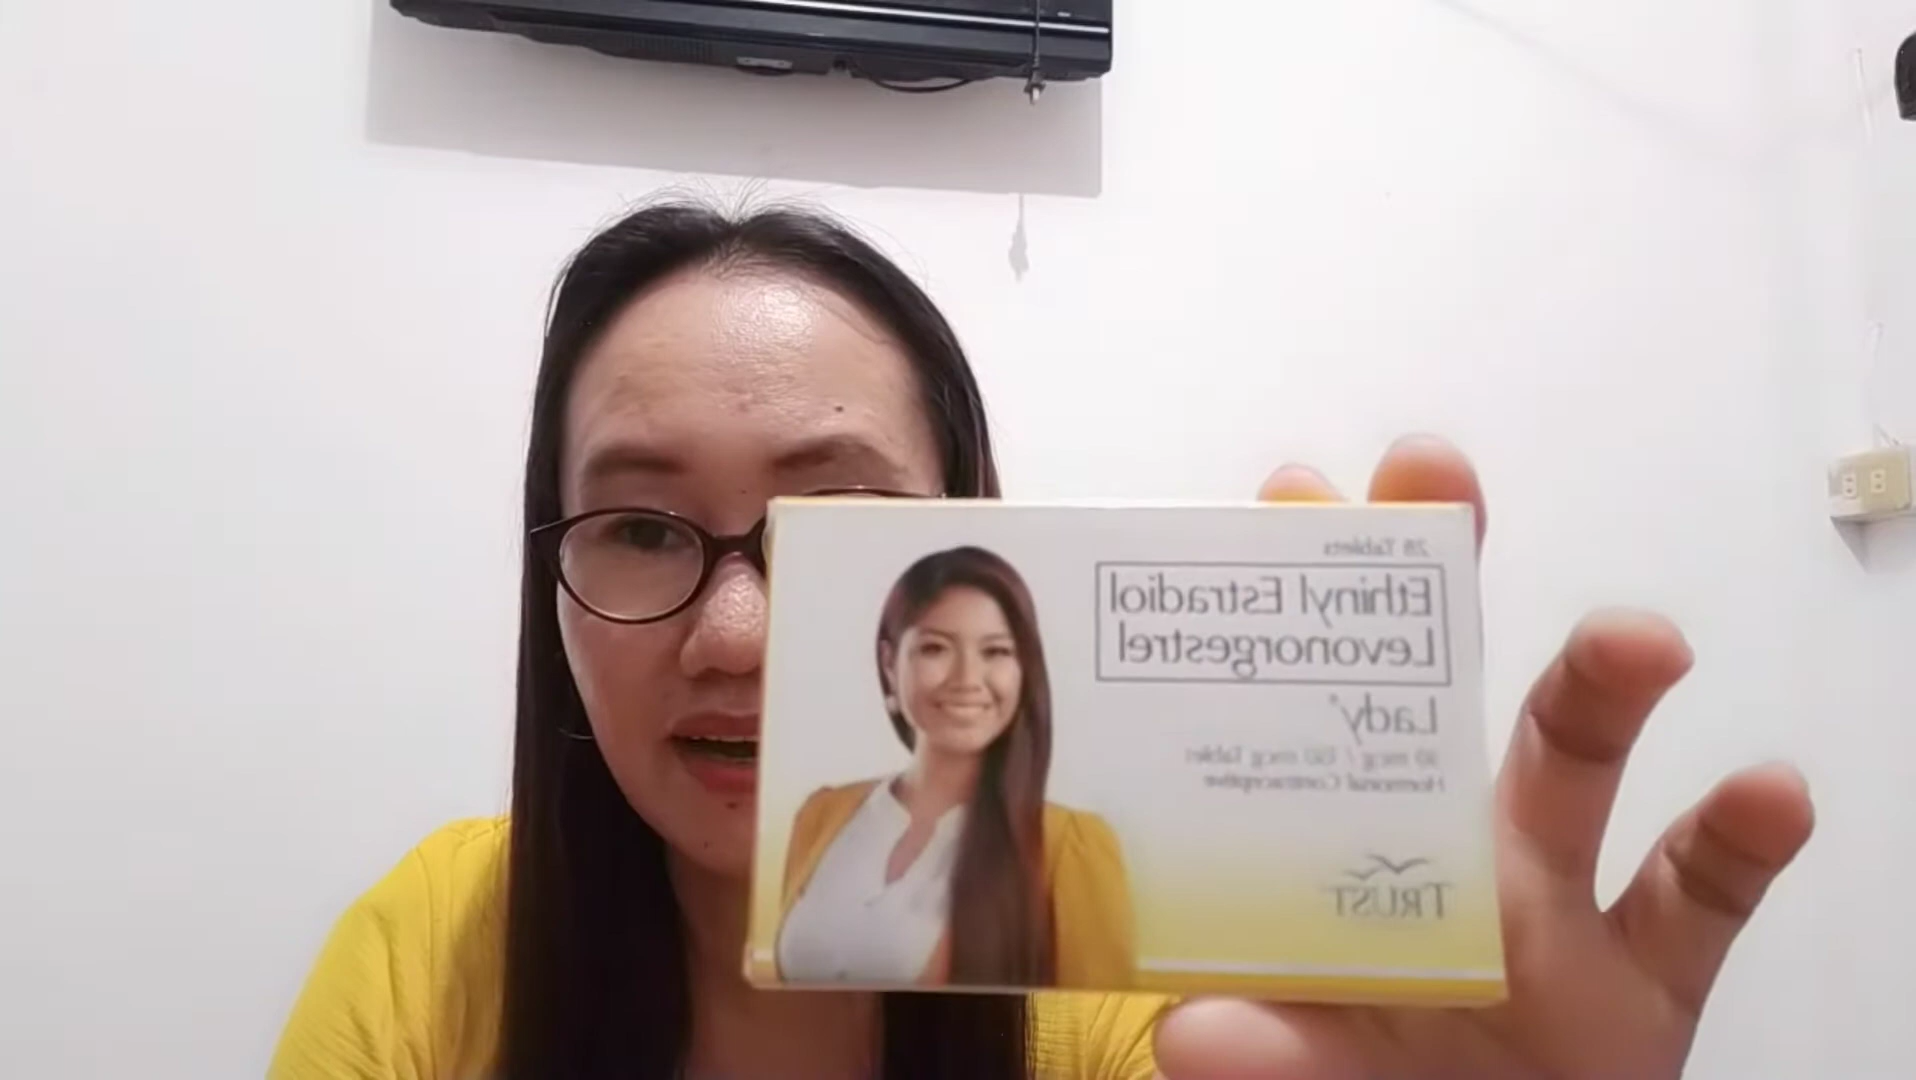 28 Tablets
Ethinyl Estradiol
Levonorgestrel
Lady®
30 mcg / 150 mcg Tablet
Hormonal Contraceptive
TRUST